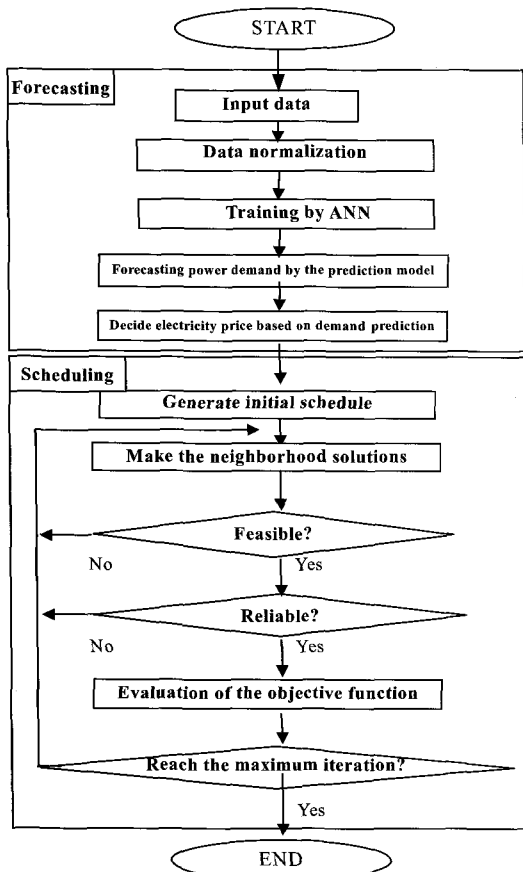 START
Forecasting
Input data
Data normalization
Training by ANN
Forecasting power demand by the prediction model
Decide electricity price based on demand prediction
Scheduling
Generate initial schedule
Make the neighborhood solutions
Feasible?
No
Yes
Reliable?
No
Yes
Evaluation of the objective function
Reach the maximum iteration?
Yes
END